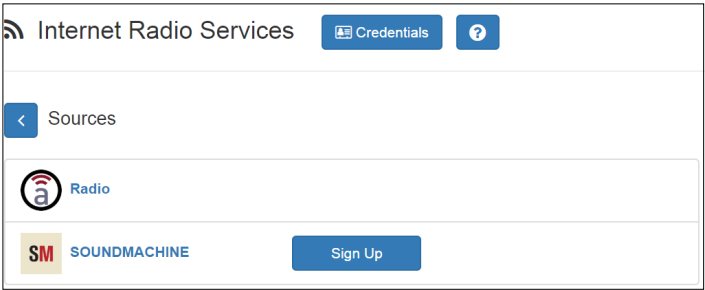 Internet Radio Services Credentials ?
< Sources
a Radio
SM SOUNDMACHINE Sign Up